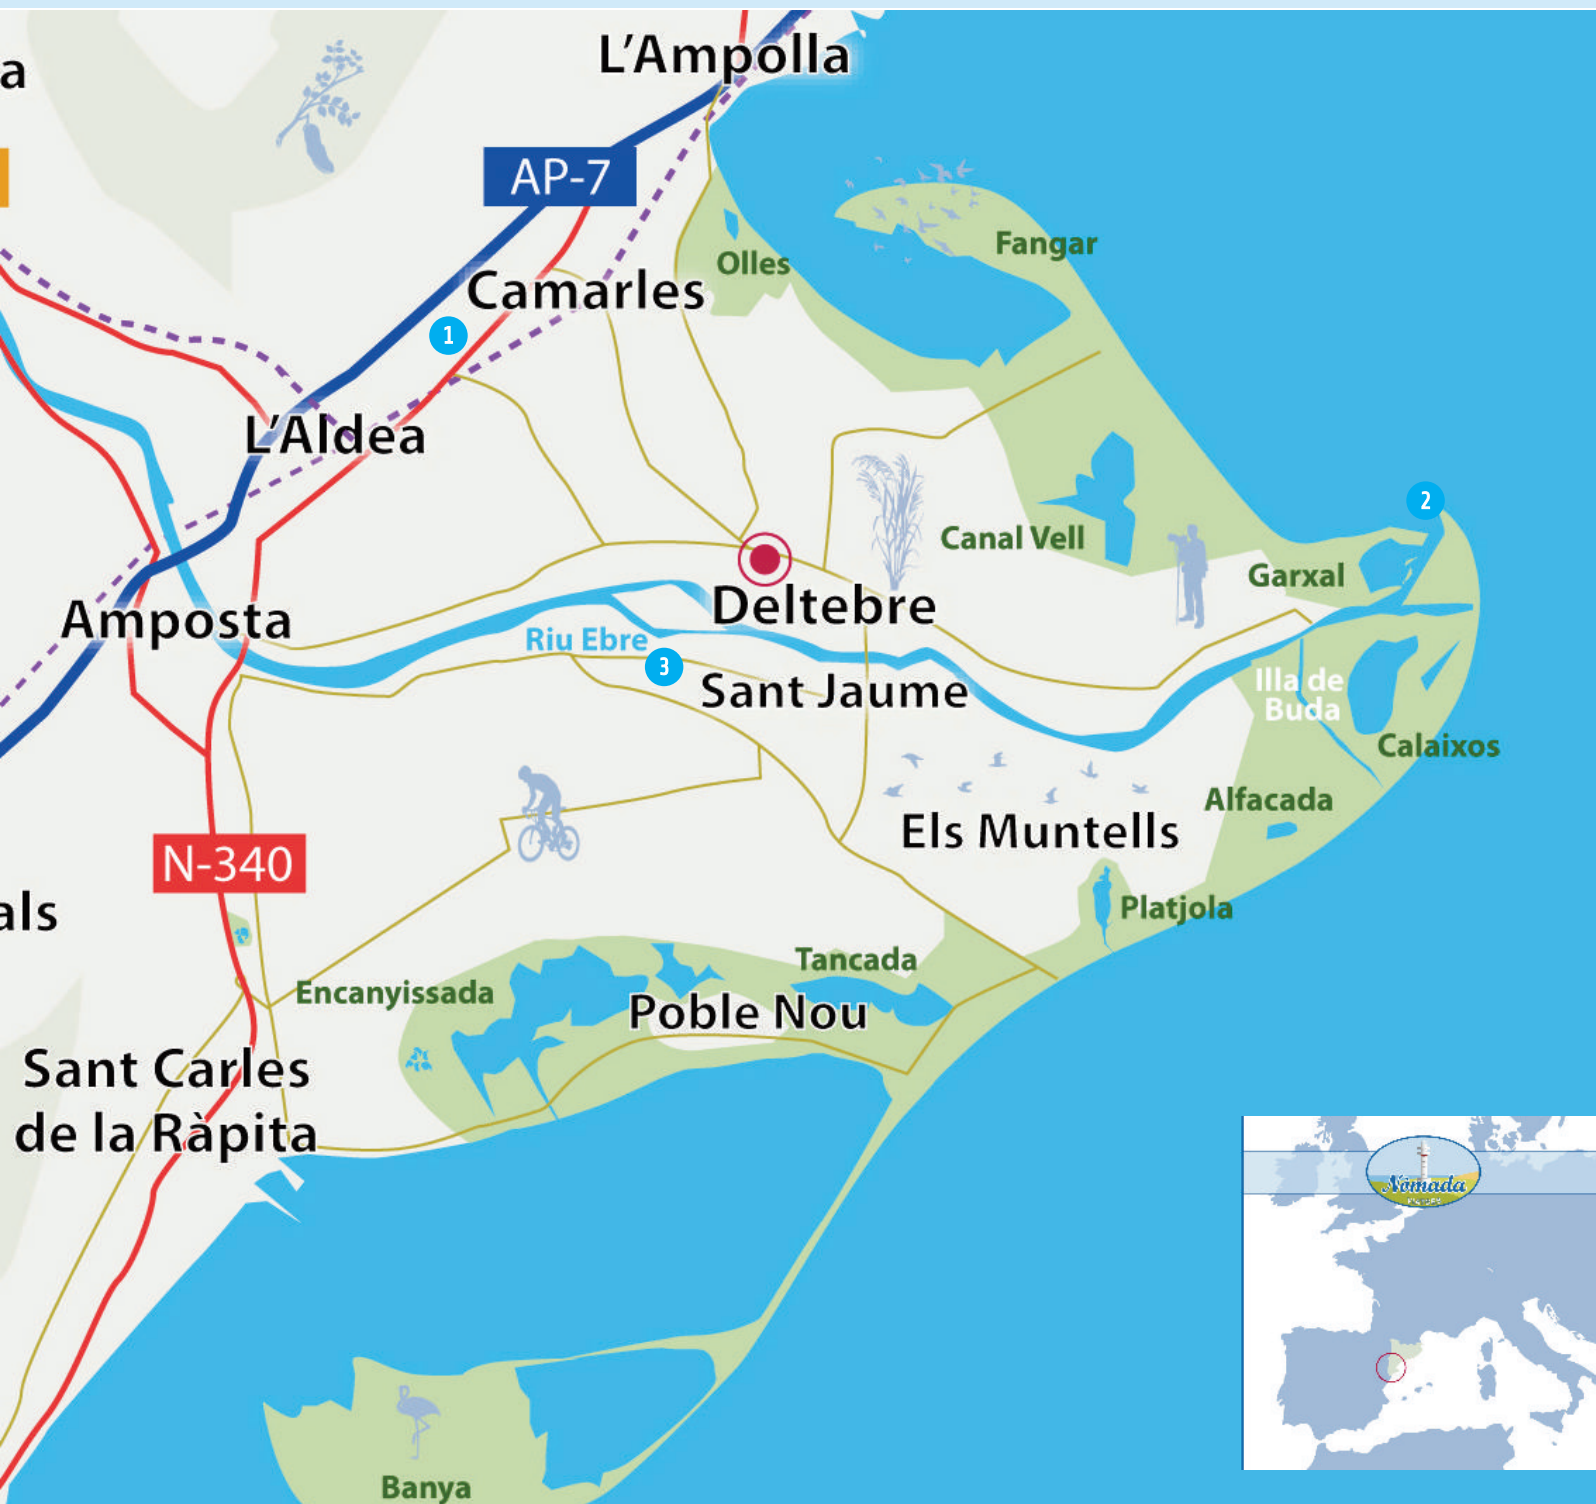 L'Ampolla
a
AP-7
Fangar
Olles
Camarles
1
L'Aldea
2
Canal Vell
Garxal
Deltebre
Amposta
Riu Ebre
3
Sant Jaume
Illa de
Buda
Calaixos
Alfacada
Els Muntells
N-340
als
Platjola
Tancada
Encanyissada
Poble Nou
Sant Carles
de la Ràpita
Nòmada
Banya